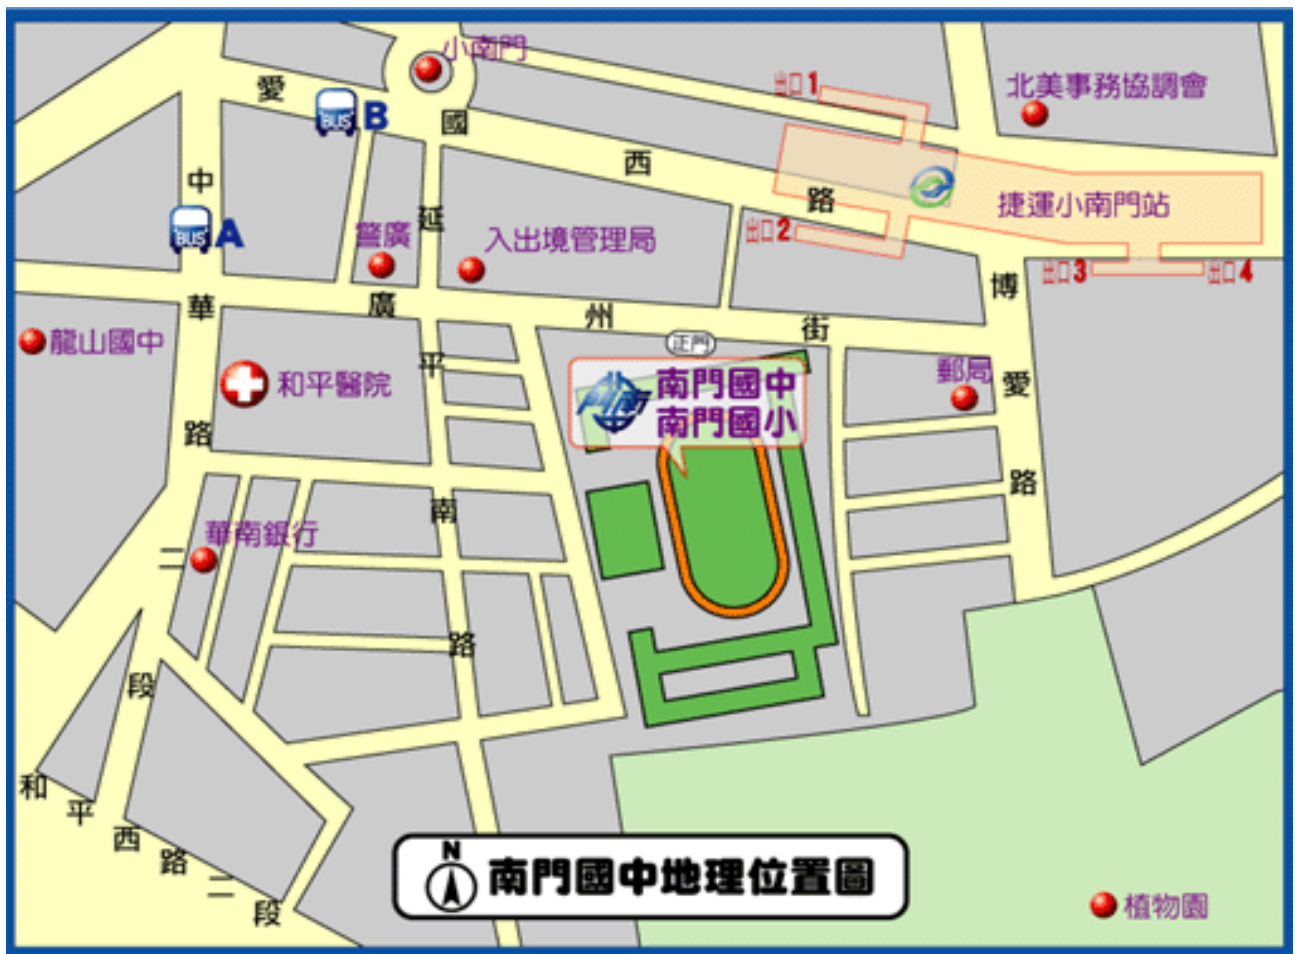 小南門
出口1
北美事務協調會
愛國西路
BUS B
中華路二段
捷運小南門站
BUS A
延平南路
警廣
入出境管理局
出口2
出口3
出口4
博愛路
廣州街
龍山國中
正門
和平醫院
南門國中
南門國小
郵局
華南銀行
和平西路二段
N
南門國中地理位置圖
植物園